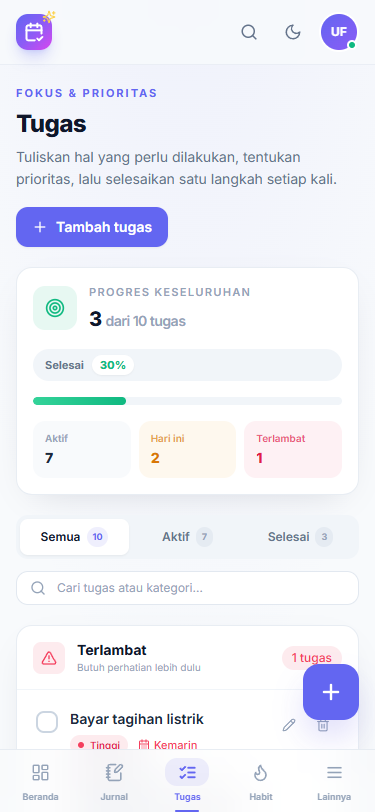 UF
FOKUS & PRIORITAS
Tugas
Tuliskan hal yang perlu dilakukan, tentukan
prioritas, lalu selesaikan satu langkah setiap kali.
Tambah tugas
PROGRES KESELURUHAN
3 dari 10 tugas
Selesai 30%
Aktif Hari ini Terlambat
7 2 1
Semua 10 Aktif 7 Selesai 3
Cari tugas atau kategori...
Terlambat
1 tugas
Butuh perhatian lebih dulu
Bayar tagihan listrik
Tinggi Kemarin
Beranda Jurnal Tugas Habit Lainnya